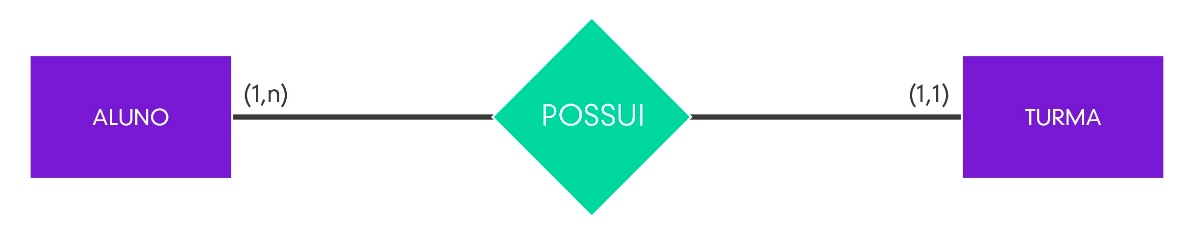 ALUNO
(1,n)
POSSUI
(1,1)
TURMA